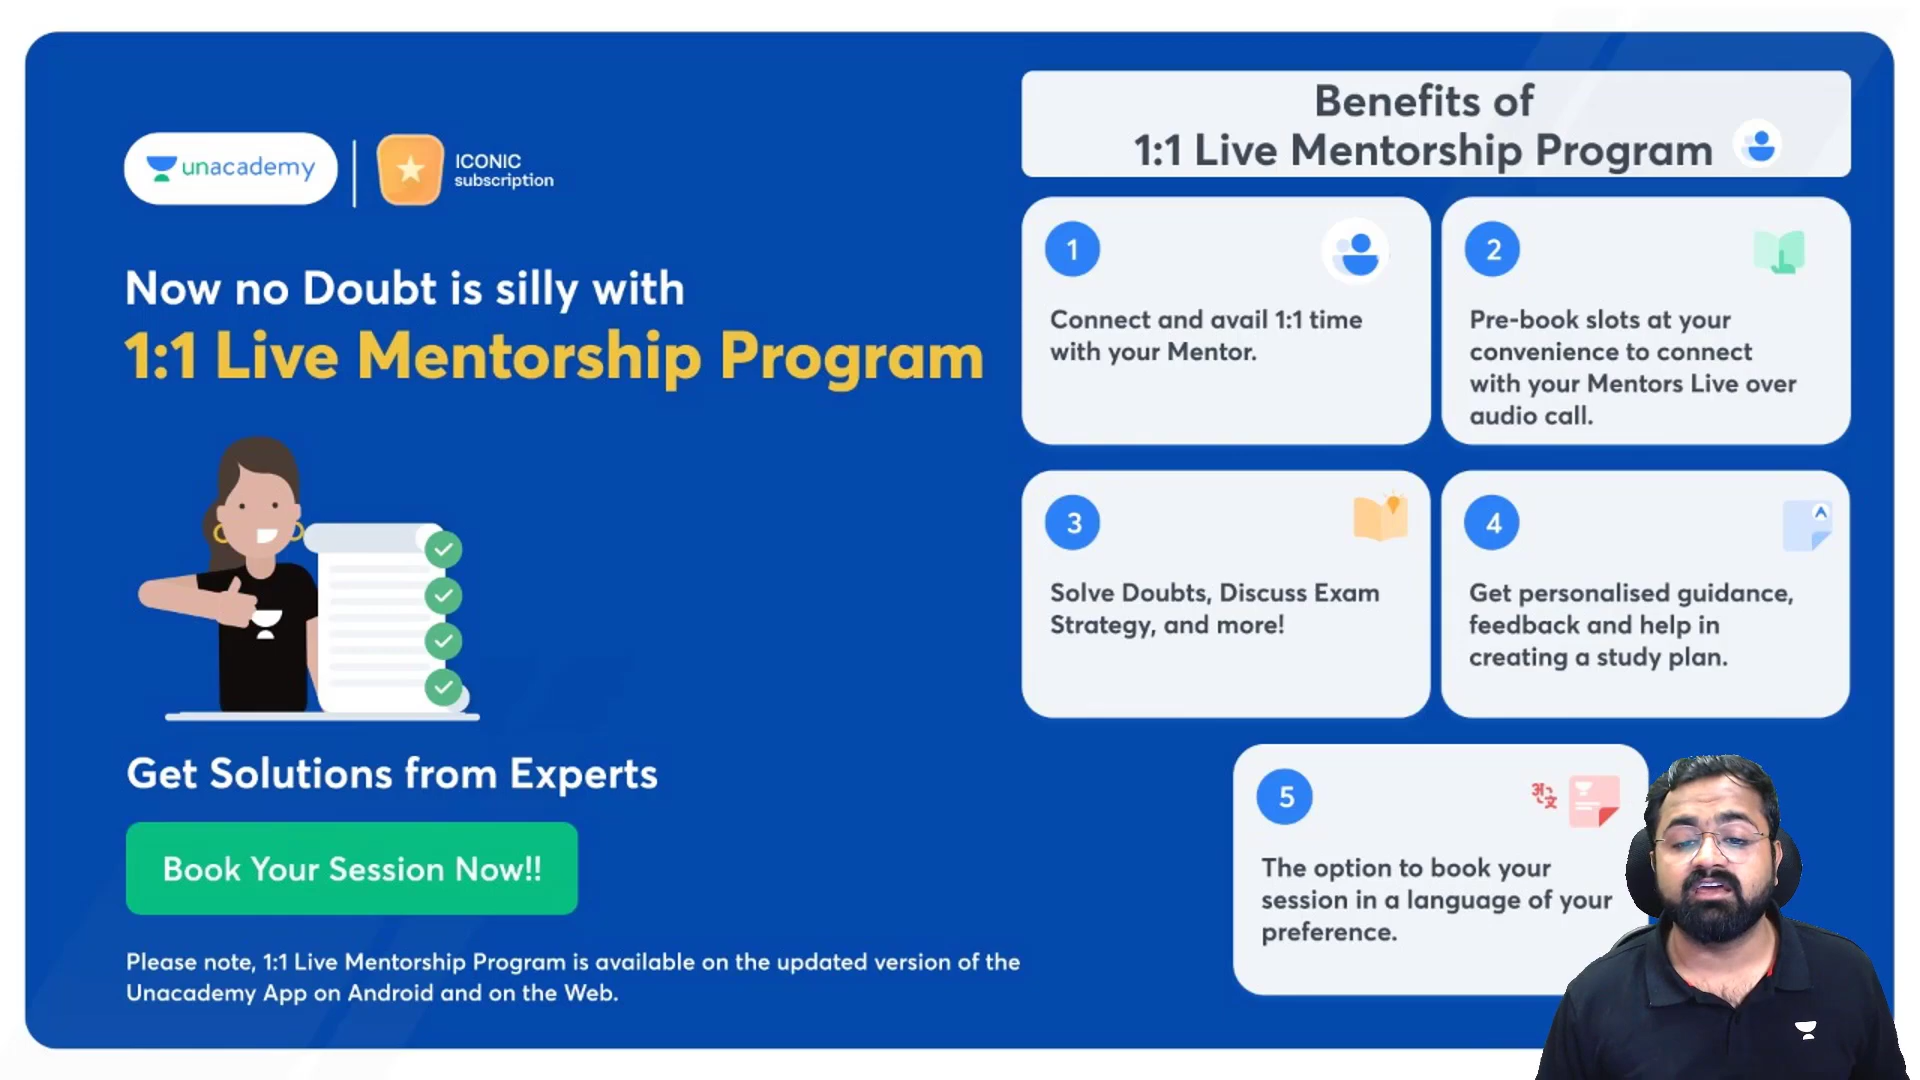 unacademy
ICONIC
subscription
Now no Doubt is silly with
1:1 Live Mentorship Program
Get Solutions from Experts
Book Your Session Now!!
Please note, 1:1 Live Mentorship Program is available on the updated version of the
Unacademy App on Android and on the Web.
Benefits of
1:1 Live Mentorship Program
1
Connect and avail 1:1 time
with your Mentor.
2
Pre-book slots at your
convenience to connect
with your Mentors Live over
audio call.
3
Solve Doubts, Discuss Exam
Strategy, and more!
4
A
Get personalised guidance,
feedback and help in
creating a study plan.
5
अ
文
The option to book your
session in a language of your
preference.